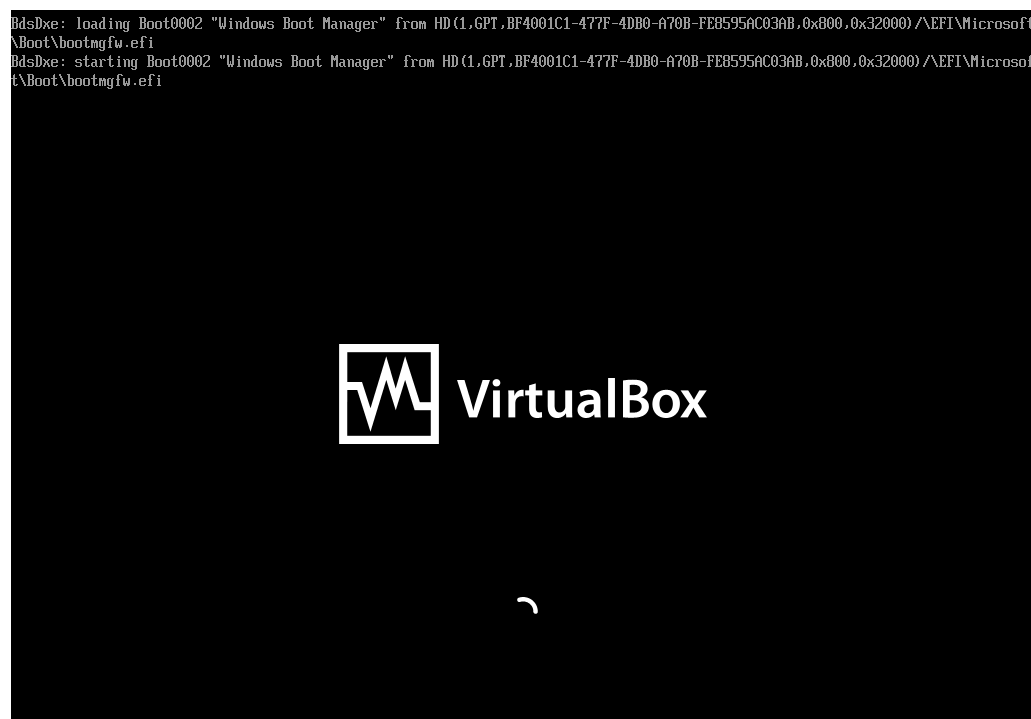 BdsDxe: loading Boot0002 "Windows Boot Manager" from HD(1,GPT,BF4001C1-477F-4DB0-A70B-FE8595AC03AB,0x800,0x32000)/\EFI\Microsoft
\Boot\bootmgfw.efi
BdsDxe: starting Boot0002 "Windows Boot Manager" from HD(1,GPT,BF4001C1-477F-4DB0-A70B-FE8595AC03AB,0x800,0x32000)/\EFI\Microsof
t\Boot\bootmgfw.efi
VirtualBox